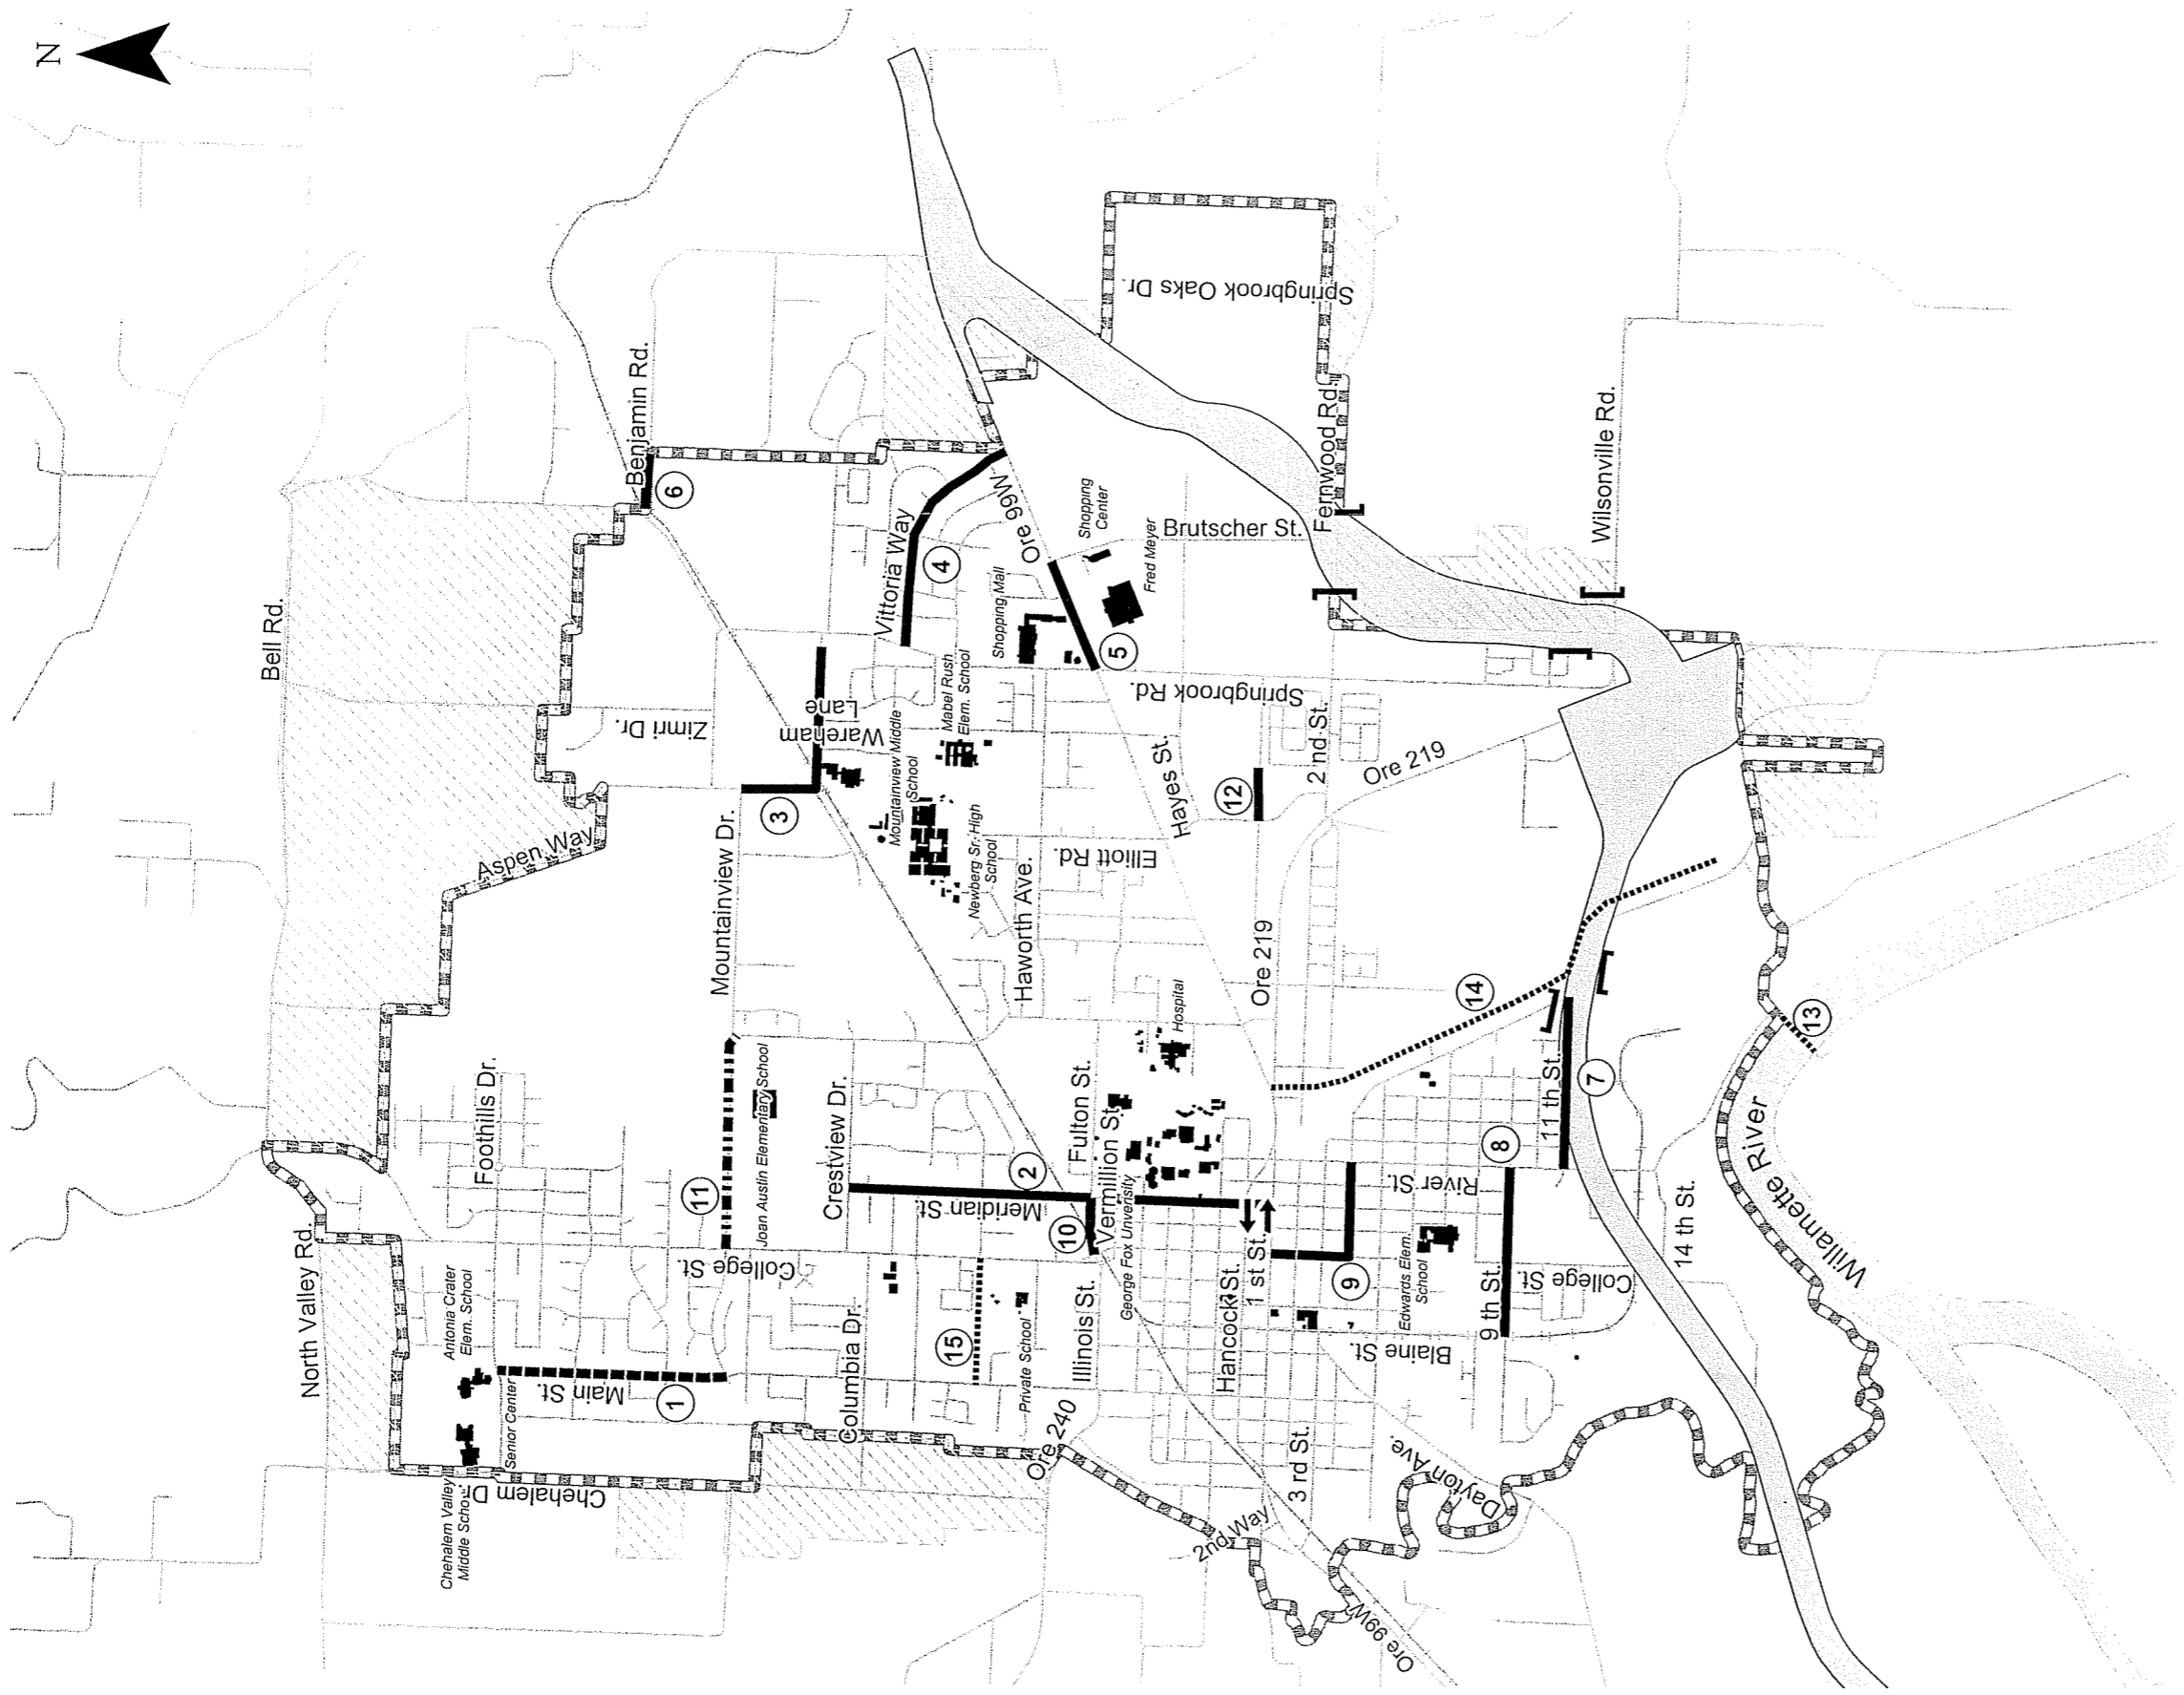 N
Bell Rd.
North Valley Rd.
Benjamin Rd.
6
Zimri Dr.
Aspen Way
Foothills Dr.
Mountainview Dr.
3
Wareham
Lane
Vittoria Way
4
Ore 99W
Mountainview Middle
School
Mabel Rush
Elem. School
Newberg Sr. High
School
Shopping Mall
Shopping
Center
Fred Meyer
5
Brutscher St.
Fernwood Rd.
Springbrook Oaks Dr.
Wilsonville Rd.
Springbrook Rd.
Hayes St.
Haworth Ave.
Elliott Rd.
12
2 nd St.
Ore 219
Ore 219
Antonia Crater
Elem. School
Chehalem Valley
Middle School
Senior Center
Chehalem Dr.
Main St.
1
11
Joan Austin Elementary School
College St.
Crestview Dr.
Columbia Dr.
2
Meridian St.
15
Private School
10
Illinois St.
Fulton St.
Vermillion St.
George Fox Unversity
Hospital
Ore 240
Hancock St.
1 st St.
2nd Way
3 rd St.
9
Edwards Elem.
School
Blaine St.
River St.
8
9 th St.
College St.
11 th St.
7
14
14 th St.
13
Dayton Ave.
Ore 99W
Willamette River